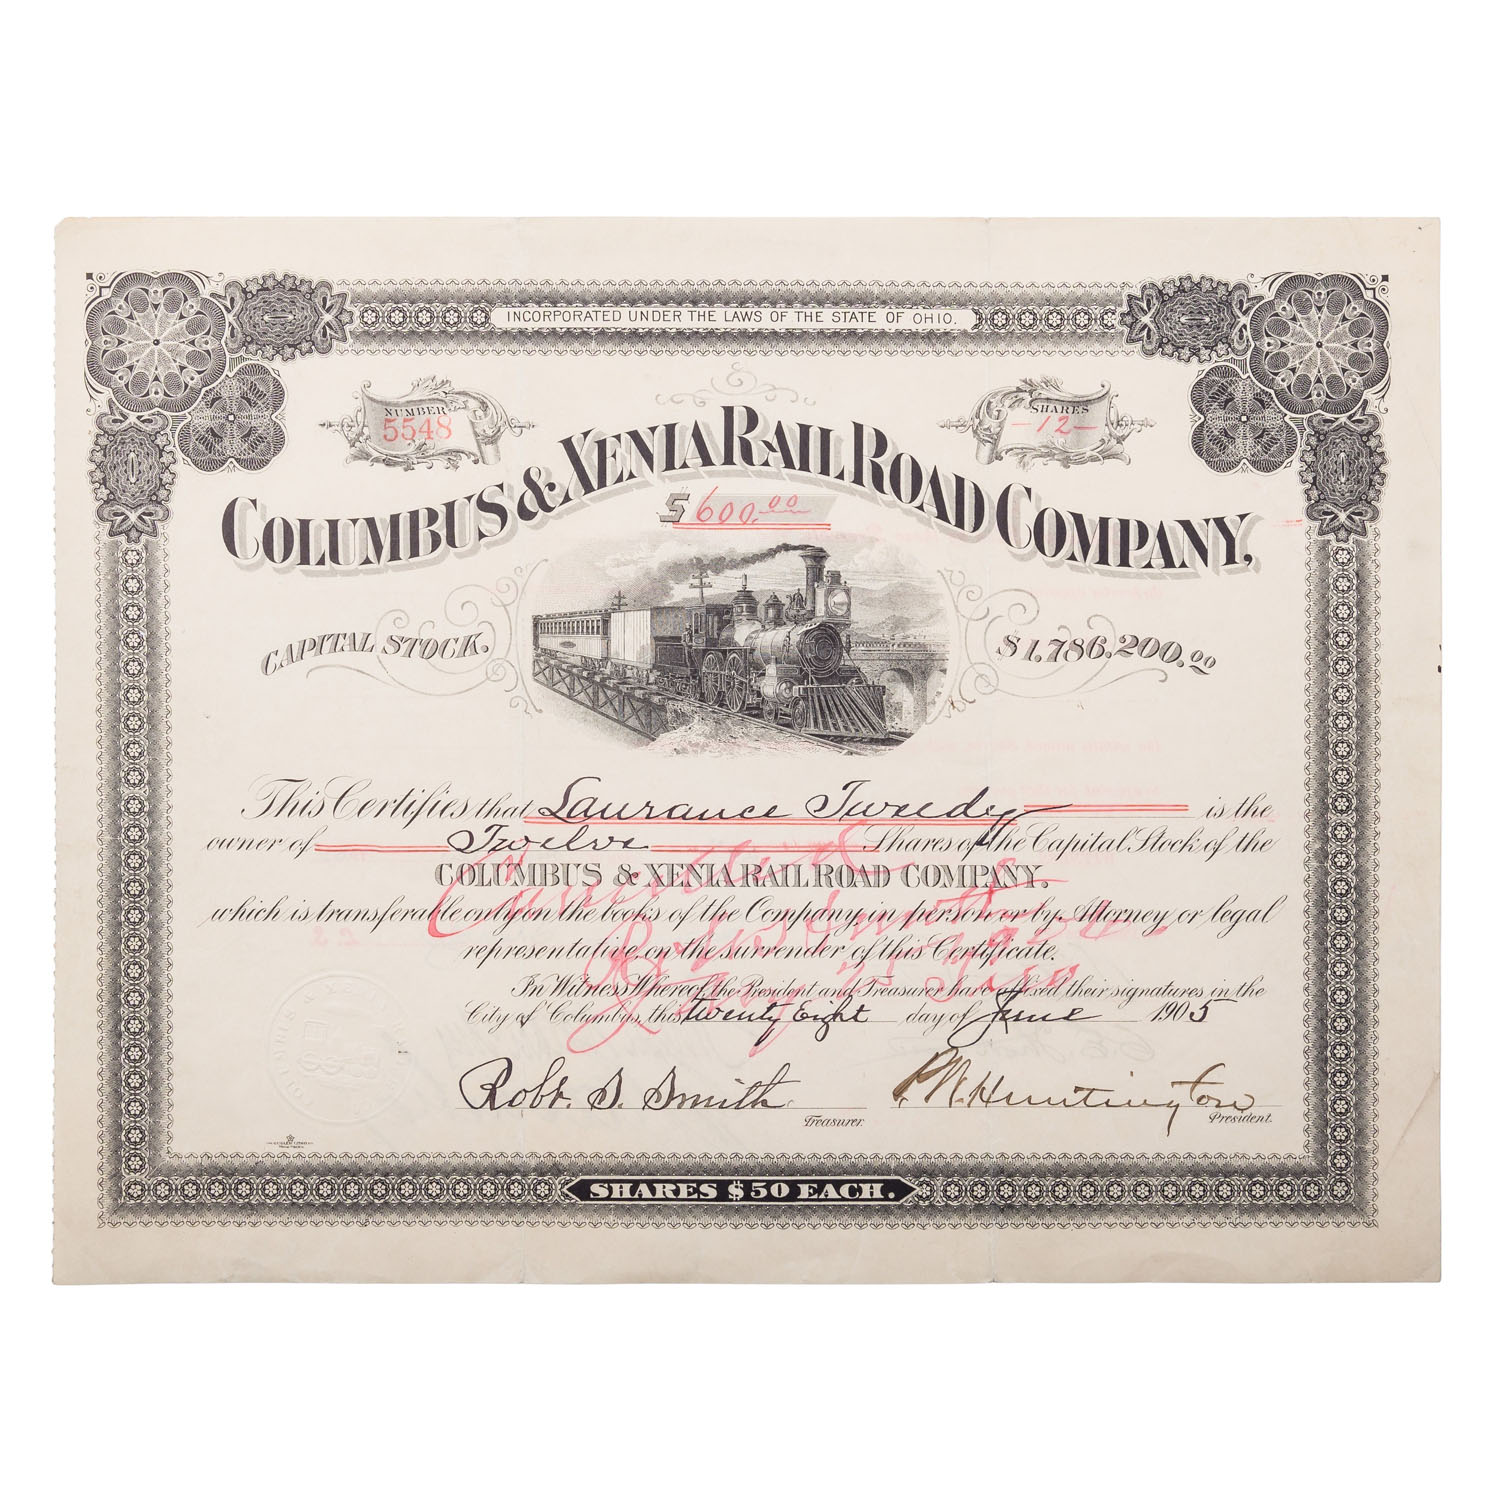 INCORPORATED UNDER THE LAWS OF THE STATE OF OHIO.
NUMBER
5548
SHARES
-12-
COLUMBUS & XENIA RAIL ROAD COMPANY,
$600.00
CAPITAL STOCK.
$1,786,200.00
This Certifies that Laurance Tweedy is the
owner of Twelve Shares of the Capital Stock of the
COLUMBUS & XENIA RAIL ROAD COMPANY.
which is transferable only on the books of the Company, in person or by Attorney or legal
representative, on the surrender of this Certificate.
Cancelled
Robt S Smith
In Witness Whereof, the President and Treasurer have affixed their signatures in the
City of Columbus, this twenty eight day of June 1905
Robt. S. Smith
Treasurer.
P. W. Huntington
President.
SHARES $50 EACH.